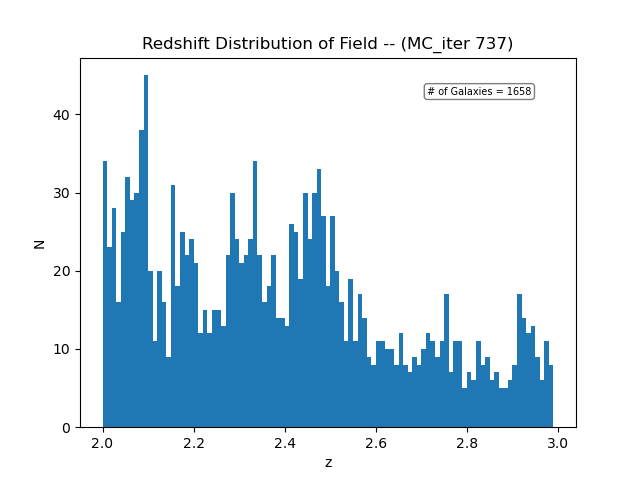 Redshift Distribution of Field -- (MC_iter 737)
# of Galaxies = 1658
N
40
30
20
10
0
2.0 2.2 2.4 2.6 2.8 3.0
z